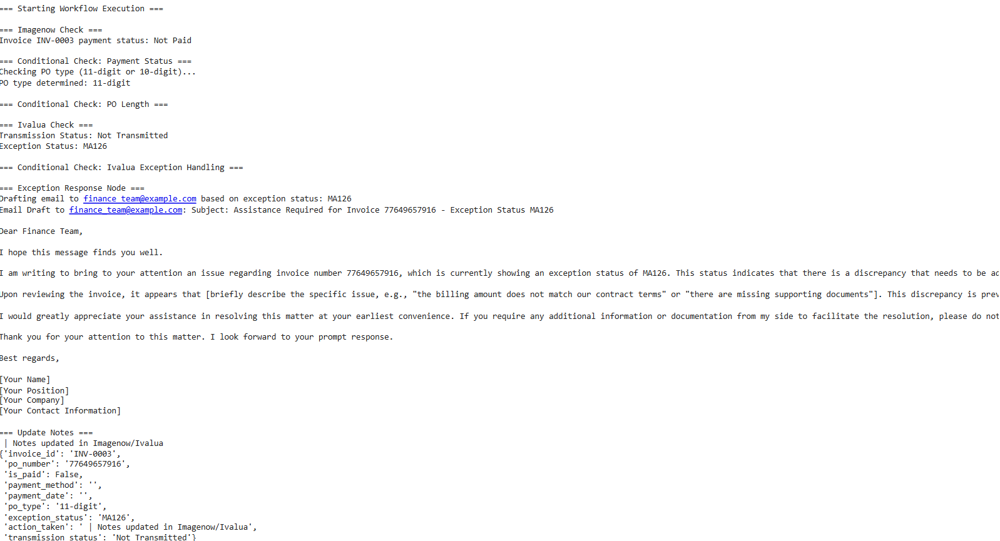 === Starting Workflow Execution ===
=== Imagenow Check ===
Invoice INV-0003 payment status: Not Paid
=== Conditional Check: Payment Status ===
Checking PO type (11-digit or 10-digit)...
PO type determined: 11-digit
=== Conditional Check: PO Length ===
=== Ivalua Check ===
Transmission Status: Not Transmitted
Exception Status: MA126
=== Conditional Check: Ivalua Exception Handling ===
=== Exception Response Node ===
Drafting email to finance_team@example.com based on exception status: MA126
Email Draft to finance_team@example.com: Subject: Assistance Required for Invoice 77649657916 - Exception Status MA126
Dear Finance Team,
I hope this message finds you well.
I am writing to bring to your attention an issue regarding invoice number 77649657916, which is currently showing an exception status of MA126. This status indicates that there is a discrepancy that needs to be
Upon reviewing the invoice, it appears that [briefly describe the specific issue, e.g., "the billing amount does not match our contract terms" or "there are missing supporting documents"]. This discrepancy is
I would greatly appreciate your assistance in resolving this matter at your earliest convenience. If you require any additional information or documentation from my side to facilitate the resolution, please do not
Thank you for your attention to this matter. I look forward to your prompt response.
Best regards,
[Your Name]
[Your Position]
[Your Company]
[Your Contact Information]
=== Update Notes ===
| Notes updated in Imagenow/Ivalua
{'invoice_id': 'INV-0003',
'po_number': '77649657916',
'is_paid': False,
'payment_method': '',
'payment_date': '',
'po_type': '11-digit',
'exception_status': 'MA126',
'action_taken': ' | Notes updated in Imagenow/Ivalua',
'transmission_status': 'Not Transmitted'}